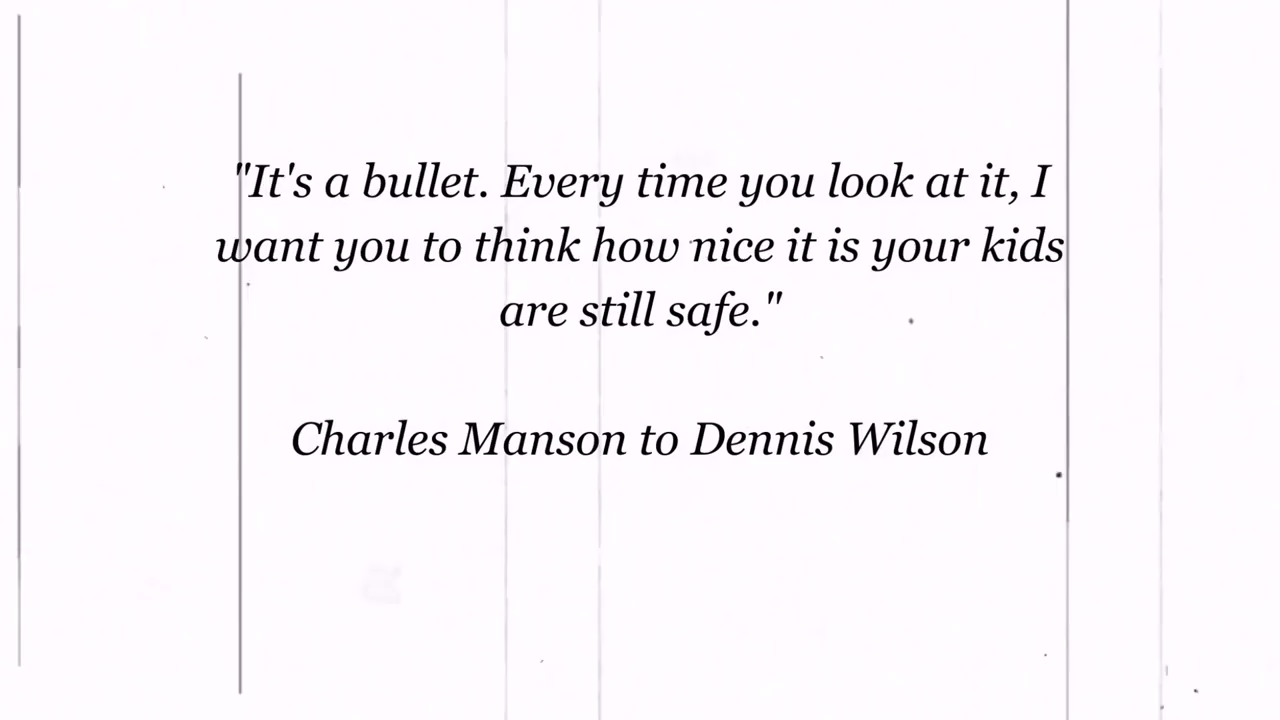 "It's a bullet. Every time you look at it, I
want you to think how nice it is your kids
are still safe."
Charles Manson to Dennis Wilson